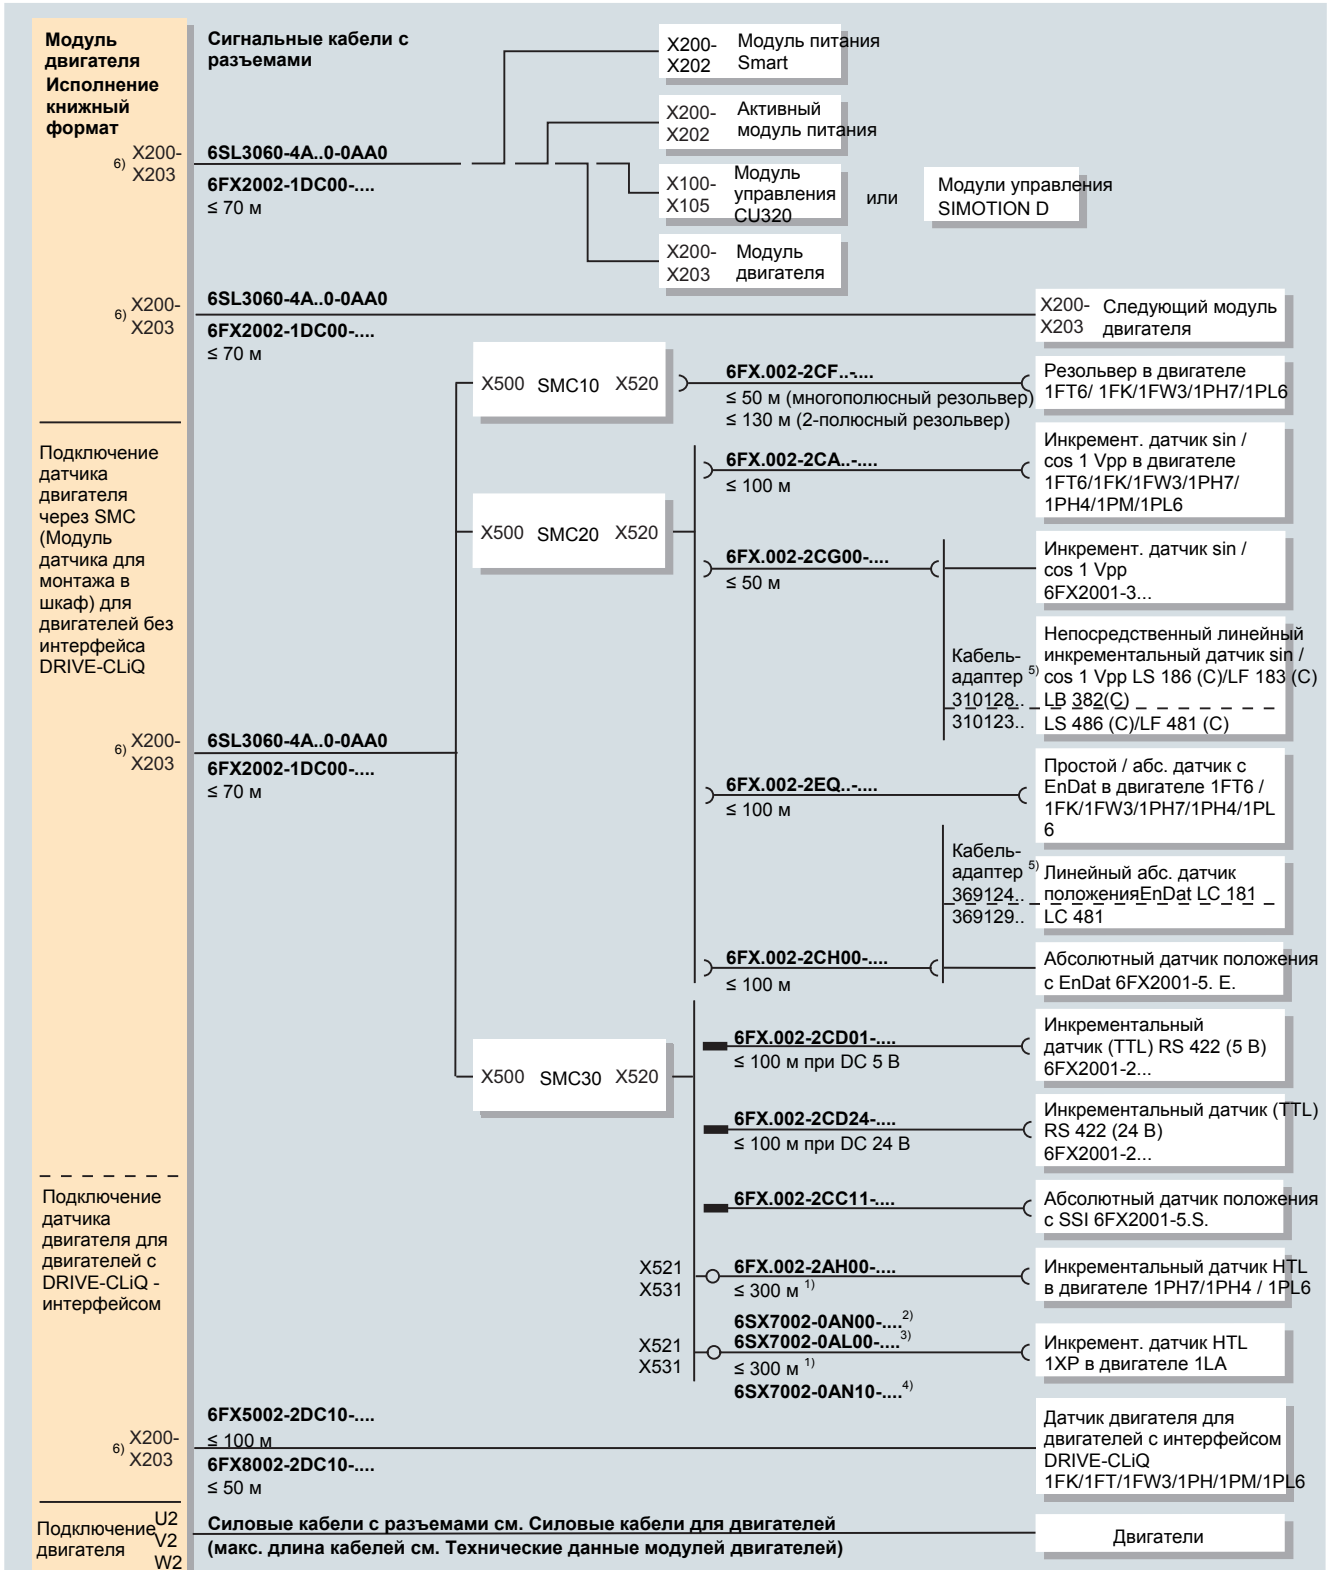 Модуль
двигателя
Исполнение
книжный
формат
Сигнальные кабели с
разъемами
X200-
X202
Модуль питания
Smart
X200-
X202
Активный
модуль питания
6) X200-
X203
6SL3060-4A..0-0AA0
6FX2002-1DC00-....
≤ 70 м
X100-
X105
Модуль
управления
CU320
или
Модули управления
SIMOTION D
X200-
X203
Модуль
двигателя
6) X200-
X203
6SL3060-4A..0-0AA0
6FX2002-1DC00-....
≤ 70 м
X200-
X203
Следующий модуль
двигателя
X500 SMC10 X520
6FX.002-2CF..-....
≤ 50 м (многополюсный резольвер)
≤ 130 м (2-полюсный резольвер)
Резольвер в двигателе
1FT6/ 1FK/1FW3/1PH7/1PL6
Подключение
датчика
двигателя
через SMC
(Модуль
датчика для
монтажа в
шкаф) для
двигателей без
интерфейса
DRIVE-CLiQ
6FX.002-2CA..-....
≤ 100 м
Инкремент. датчик sin /
cos 1 Vpp в двигателе
1FT6/1FK/1FW3/1PH7/
1PH4/1PM/1PL6
X500 SMC20 X520
6FX.002-2CG00-....
≤ 50 м
Инкремент. датчик sin /
cos 1 Vpp
6FX2001-3...
Кабель-
адаптер 5)
310128..
310123..
Непосредственный линейный
инкрементальный датчик sin /
cos 1 Vpp LS 186 (C)/LF 183 (C)
LB 382(C)
LS 486 (C)/LF 481 (C)
6) X200-
X203
6SL3060-4A..0-0AA0
6FX2002-1DC00-....
≤ 70 м
6FX.002-2EQ..-....
≤ 100 м
Простой / абс. датчик с
EnDat в двигателе 1FT6 /
1FK/1FW3/1PH7/1PH4/1PL
6
Кабель-
адаптер 5)
369124..
369129..
Линейный абс. датчик
положенияEnDat LC 181
LC 481
6FX.002-2CH00-....
≤ 100 м
Абсолютный датчик положения
с EnDat 6FX2001-5. E.
X500 SMC30 X520
6FX.002-2CD01-....
≤ 100 м при DC 5 В
Инкрементальный
датчик (TTL) RS 422 (5 В)
6FX2001-2...
6FX.002-2CD24-....
≤ 100 м при DC 24 В
Инкрементальный датчик (TTL)
RS 422 (24 В)
6FX2001-2...
Подключение
датчика
двигателя для
двигателей с
DRIVE-CLiQ -
интерфейсом
6FX.002-2CC11-....
Абсолютный датчик положения
с SSI 6FX2001-5.S.
X521
X531
6FX.002-2AH00-....
≤ 300 м 1)
Инкрементальный датчик HTL
в двигателе 1PH7/1PH4 / 1PL6
X521
X531
6SX7002-0AN00-....2)
6SX7002-0AL00-....3)
≤ 300 м 1)
6SX7002-0AN10-....4)
Инкремент. датчик HTL
1XP в двигателе 1LA
6) X200-
X203
6FX5002-2DC10-....
≤ 100 м
6FX8002-2DC10-....
≤ 50 м
Датчик двигателя для
двигателей с интерфейсом
DRIVE-CLiQ
1FK/1FT/1FW3/1PH/1PM/1PL6
Подключение
двигателя
U2
V2
W2
Силовые кабели с разъемами см. Силовые кабели для двигателей
(макс. длина кабелей см. Технические данные модулей двигателей)
Двигатели